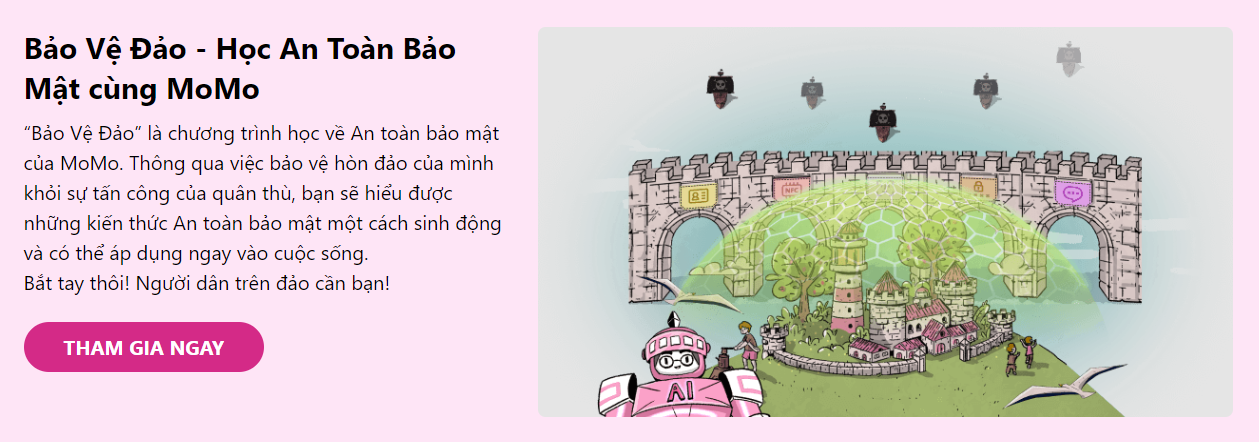 Bảo Vệ Đảo - Học An Toàn Bảo
Mật cùng MoMo
“Bảo Vệ Đảo” là chương trình học về An toàn bảo mật
của MoMo. Thông qua việc bảo vệ hòn đảo của mình
khỏi sự tấn công của quân thù, bạn sẽ hiểu được
những kiến thức An toàn bảo mật một cách sinh động
và có thể áp dụng ngay vào cuộc sống.
Bắt tay thôi! Người dân trên đảo cần bạn!
THAM GIA NGAY
NFC
AI